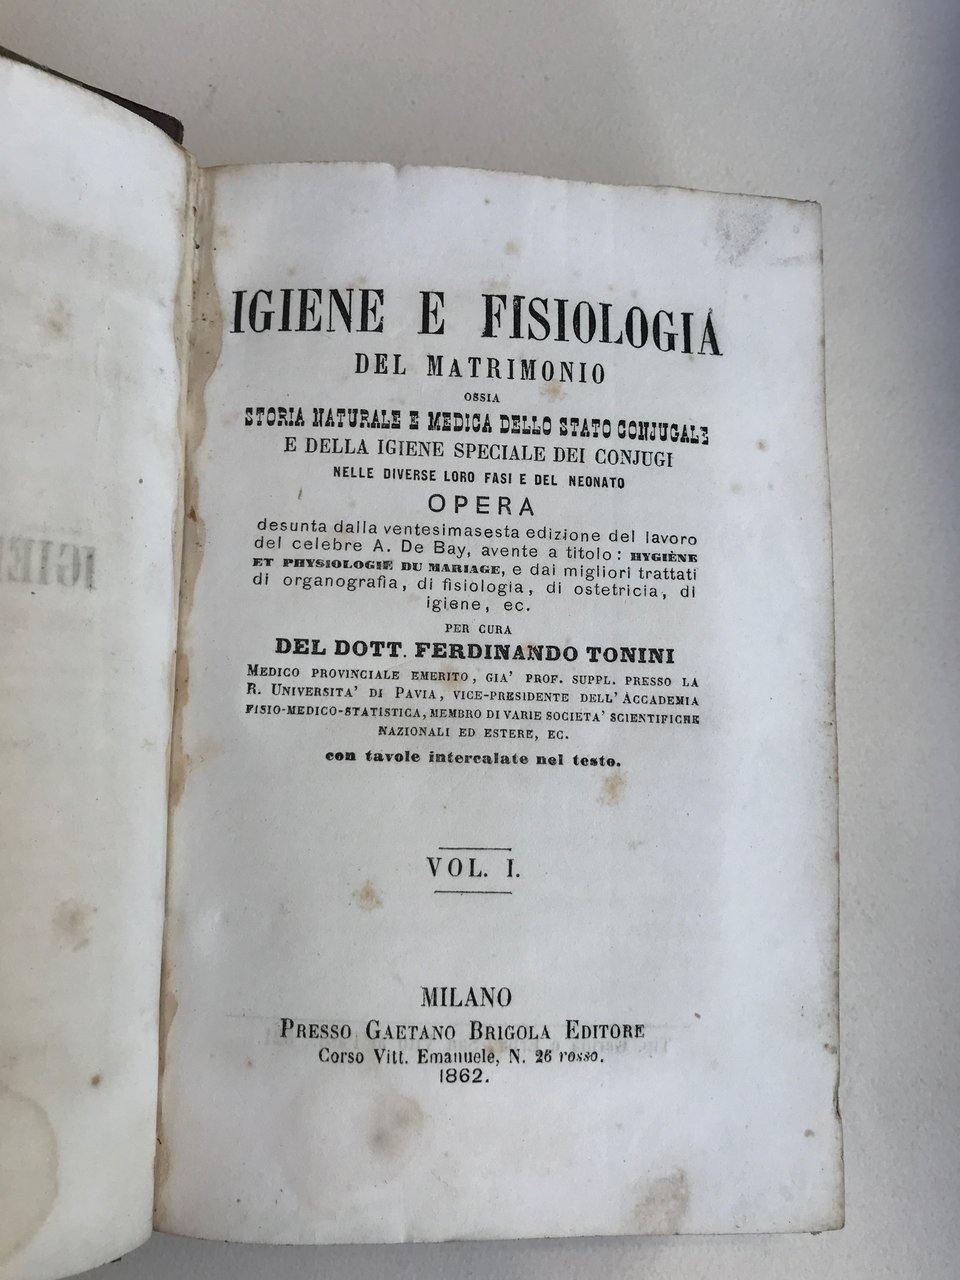 IGIENE E FISIOLOGIA
DEL MATRIMONIO
OSSIA
STORIA NATURALE E MEDICA DELLO STATO CONJUGALE
E DELLA IGIENE SPECIALE DEI CONJUGI
NELLE DIVERSE LORO FASI E DEL NEONATO
OPERA
desunta dalla ventesimasesta edizione del lavoro
del celebre A. De Bay, avente a titolo: HYGIÈNE
ET PHYSIOLOGIE DU MARIAGE, e dai migliori trattati
di organografia, di fisiologia, di ostetricia, di
igiene, ec.
PER CURA
DEL DOTT. FERDINANDO TONINI
MEDICO PROVINCIALE EMERITO, GIA' PROF. SUPPL. PRESSO LA
R. UNIVERSITA' DI PAVIA, VICE-PRESIDENTE DELL' ACCADEMIA
FISIO-MEDICO-STATISTICA, MEMBRO DI VARIE SOCIETA' SCIENTIFICHE
NAZIONALI ED ESTERE, EC.
con tavole intercalate nel testo.
VOL. I.
MILANO
PRESSO GAETANO BRIGOLA EDITORE
Corso Vitt. Emanuele, N. 26 rosso.
1862.